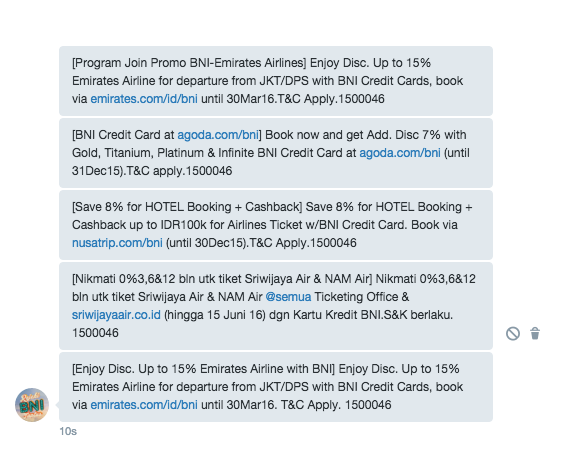 [Program Join Promo BNI-Emirates Airlines] Enjoy Disc. Up to 15%
Emirates Airline for departure from JKT/DPS with BNI Credit Cards, book
via emirates.com/id/bni until 30Mar16.T&C Apply.1500046
[BNI Credit Card at agoda.com/bni] Book now and get Add. Disc 7% with
Gold, Titanium, Platinum & Infinite BNI Credit Card at agoda.com/bni (until
31Dec15).T&C apply.1500046
[Save 8% for HOTEL Booking + Cashback] Save 8% for HOTEL Booking +
Cashback up to IDR100k for Airlines Ticket w/BNI Credit Card. Book via
nusatrip.com/bni (until 30Dec15).T&C Apply.1500046
[Nikmati 0%3,6&12 bln utk tiket Sriwijaya Air & NAM Air] Nikmati 0%3,6&12
bln utk tiket Sriwijaya Air & NAM Air @semua Ticketing Office &
sriwijayaair.co.id (hingga 15 Juni 16) dgn Kartu Kredit BNI.S&K berlaku.
1500046
[Enjoy Disc. Up to 15% Emirates Airline with BNI] Enjoy Disc. Up to 15%
Emirates Airline for departure from JKT/DPS with BNI Credit Cards, book
via emirates.com/id/bni until 30Mar16. T&C Apply. 1500046
BNI
10s